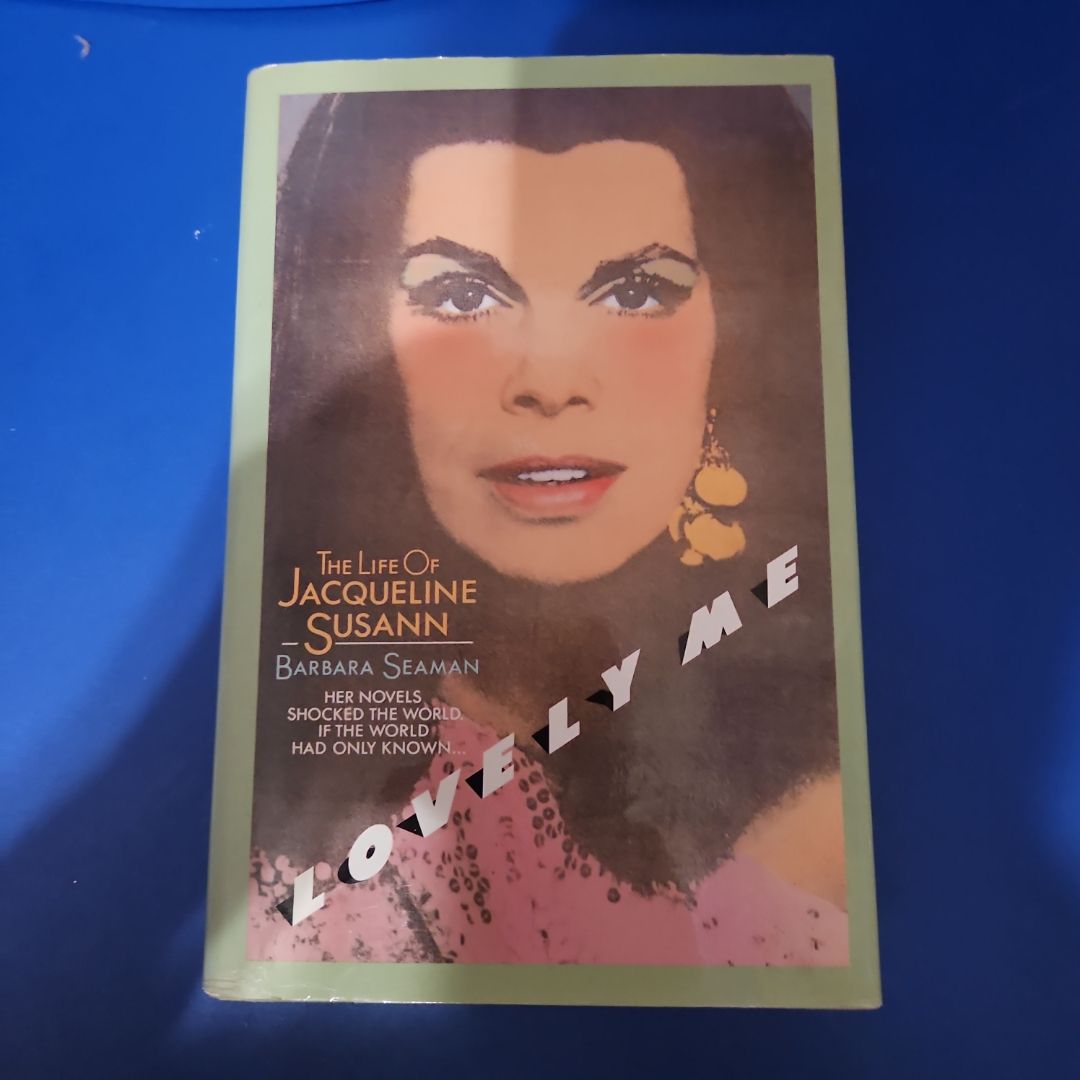 THE LIFE OF
JACQUELINE
SUSANN
BARBARA SEAMAN
HER NOVELS
SHOCKED THE WORLD.
IF THE WORLD
HAD ONLY KNOWN...
LOVELY ME